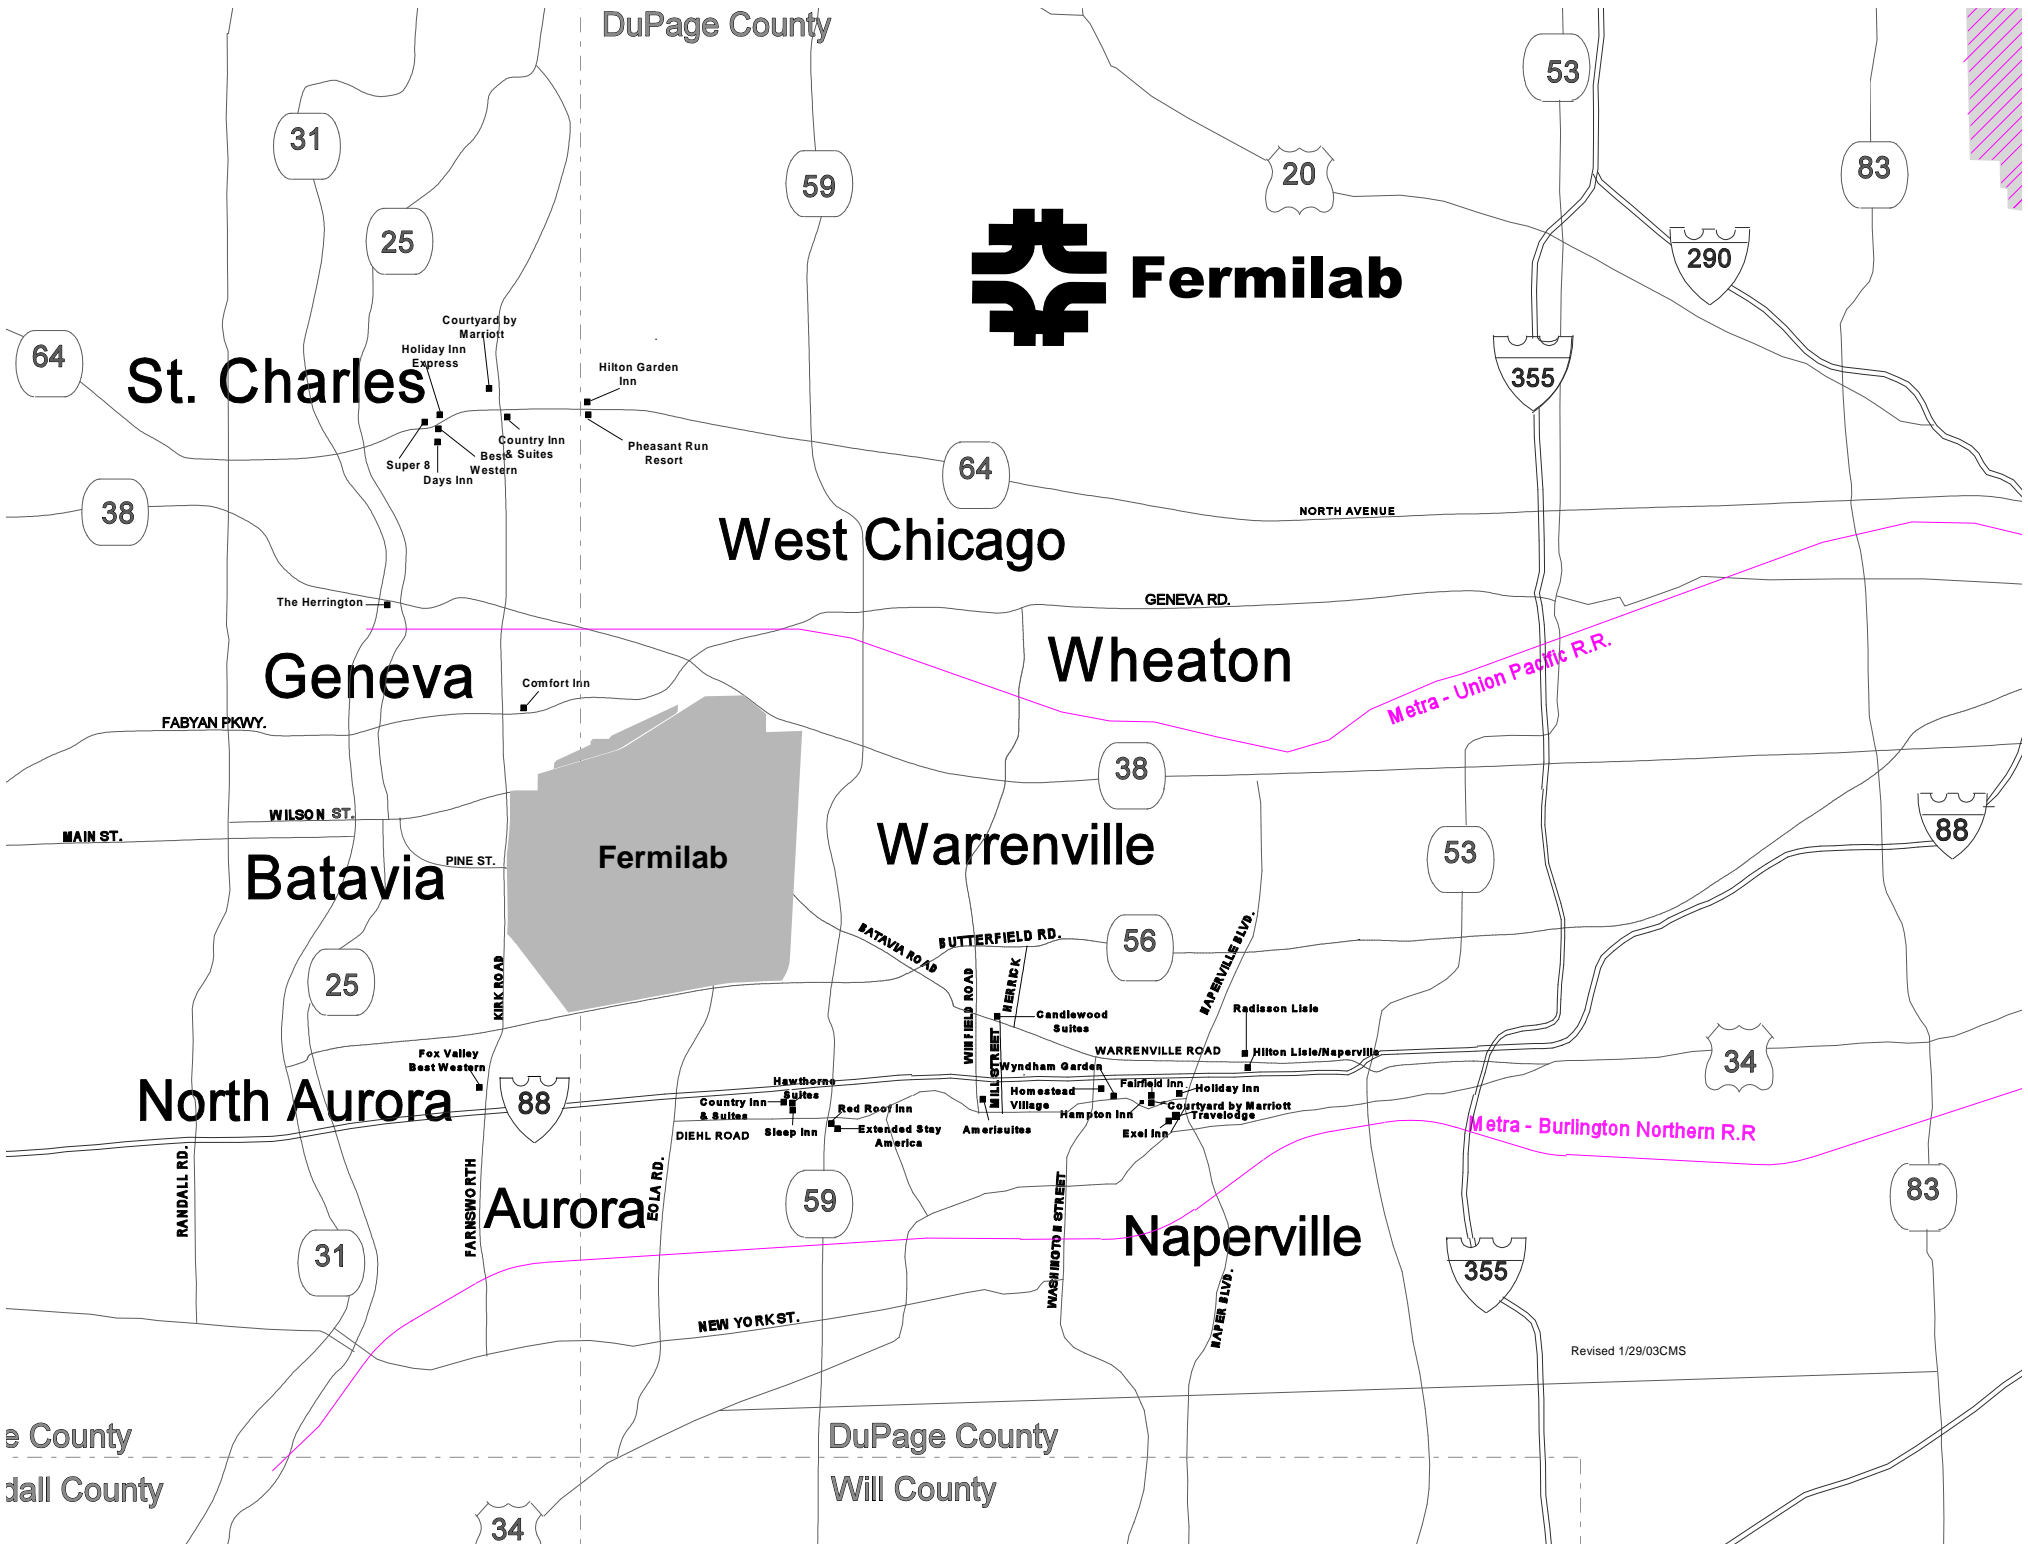 DuPage County
53
31
59
20
83
25
290
Fermilab
Courtyard by
Marriott
Holiday Inn
Express
64
St. Charles
Hilton Garden
Inn
355
Country Inn
& Suites
Best
Western
Super 8
Days Inn
Pheasant Run
Resort
64
38
NORTH AVENUE
West Chicago
The Herrington
GENEVA RD.
Geneva
Wheaton
Metra - Union Pacific R.R.
Comfort Inn
FABYAN PKWY.
38
WILSON ST.
MAIN ST.
PINE ST.
Batavia
Fermilab
Warrenville
53
88
BATAVIA ROAD
BUTTERFIELD RD.
56
NAPERVILLE BLVD.
25
KIRK ROAD
WINFIELD ROAD
HERRICK
MILL STREET
Candlewood
Suites
Radisson Lisle
WARRENVILLE ROAD
Hilton Lisle/Naperville
34
Fox Valley
Best Western
North Aurora
88
Hawthorne
Suites
Country Inn
& Suites
Sleep Inn
DIEHL ROAD
Red Roof Inn
Extended Stay
America
Amerisuites
Wyndham Garden
Homestead
Village
Fairfield Inn
Holiday Inn
Hampton Inn
Courtyard by Marriott
Travelodge
Exel Inn
Metra - Burlington Northern R.R
RANDALL RD.
FARNSWORTH
Aurora
EOLA RD.
59
WASHINGTON STREET
Naperville
83
31
355
NAPER BLVD.
NEW YORK ST.
Revised 1/29/03CMS
e County
DuPage County
dall County
Will County
34